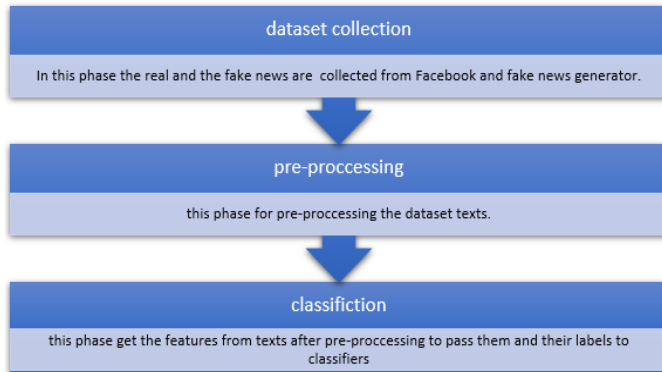 dataset collection
In this phase the real and the fake news are collected from Facebook and fake news generator.
pre-proccessing
this phase for pre-proccessing the dataset texts.
classifiction
this phase get the features from texts after pre-proccessing to pass them and their labels to
classifiers